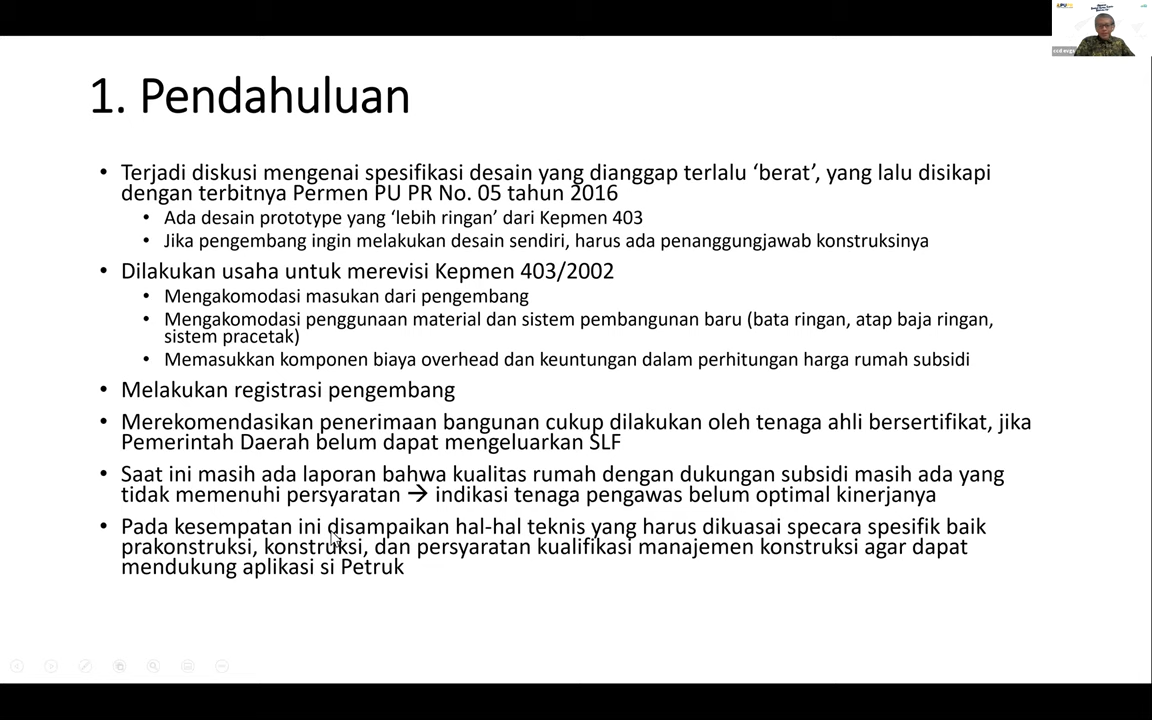 1. Pendahuluan
• Terjadi diskusi mengenai spesifikasi desain yang dianggap terlalu ‘berat’, yang lalu disikapi
dengan terbitnya Permen PU PR No. 05 tahun 2016
• Ada desain prototype yang ‘lebih ringan’ dari Kepmen 403
• Jika pengembang ingin melakukan desain sendiri, harus ada penanggungjawab konstruksinya
• Dilakukan usaha untuk merevisi Kepmen 403/2002
• Mengakomodasi masukan dari pengembang
• Mengakomodasi penggunaan material dan sistem pembangunan baru (bata ringan, atap baja ringan,
sistem pracetak)
• Memasukkan komponen biaya overhead dan keuntungan dalam perhitungan harga rumah subsidi
• Melakukan registrasi pengembang
• Merekomendasikan penerimaan bangunan cukup dilakukan oleh tenaga ahli bersertifikat, jika
Pemerintah Daerah belum dapat mengeluarkan SLF
• Saat ini masih ada laporan bahwa kualitas rumah dengan dukungan subsidi masih ada yang
tidak memenuhi persyaratan → indikasi tenaga pengawas belum optimal kinerjanya
• Pada kesempatan ini disampaikan hal-hal teknis yang harus dikuasai specara spesifik baik
prakonstruksi, konstruksi, dan persyaratan kualifikasi manajemen konstruksi agar dapat
mendukung aplikasi si Petruk